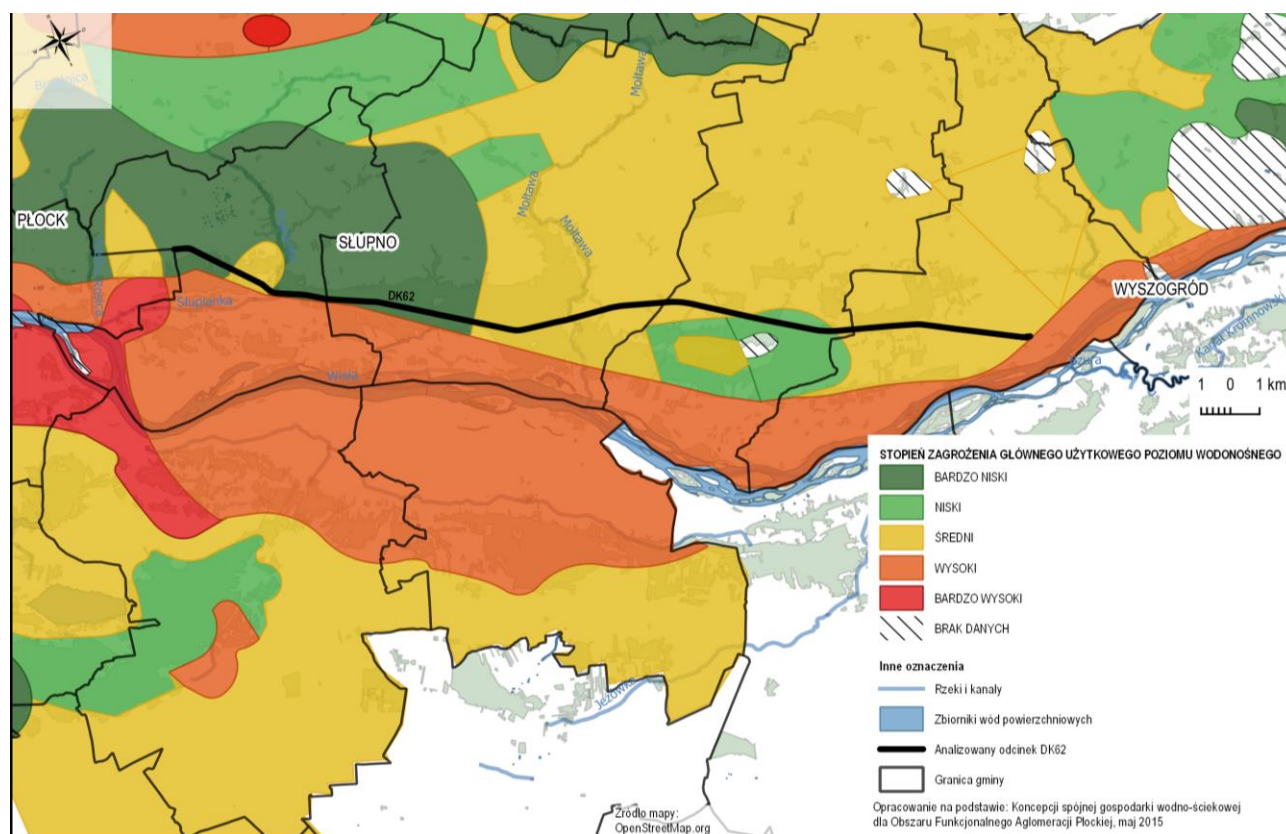 Mołtawa
PŁOCK
SŁUPNO
Mołtawa
Mołtawa
DK62
Słupianka
Wisła
WYSZOGRÓD
Kanał Kromnowski
Bzura
1 0 1 km
STOPIEŃ ZAGROŻENIA GŁÓWNEGO UŻYTKOWEGO POZIOMU WODONOŚNEGO
BARDZO NISKI
NISKI
ŚREDNI
WYSOKI
BARDZO WYSOKI
BRAK DANYCH
Inne oznaczenia
Rzeki i kanały
Zbiorniki wód powierzchniowych
Analizowany odcinek DK62
Granica gminy
Jeżówka
Źródło mapy:
OpenStreetMap.org
Opracowanie na podstawie: Koncepcji spójnej gospodarki wodno-ściekowej
dla Obszaru Funkcjonalnego Aglomeracji Płockiej, maj 2015